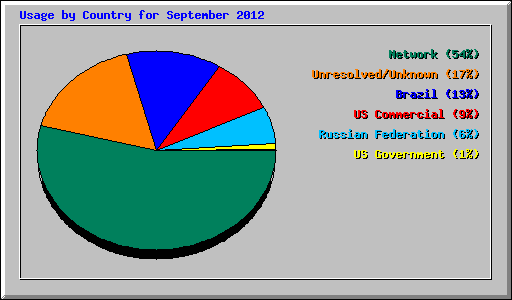 Usage by Country for September 2012
Network (54%)
Unresolved/Unknown (17%)
Brazil (13%)
US Commercial (9%)
Russian Federation (6%)
US Government (1%)